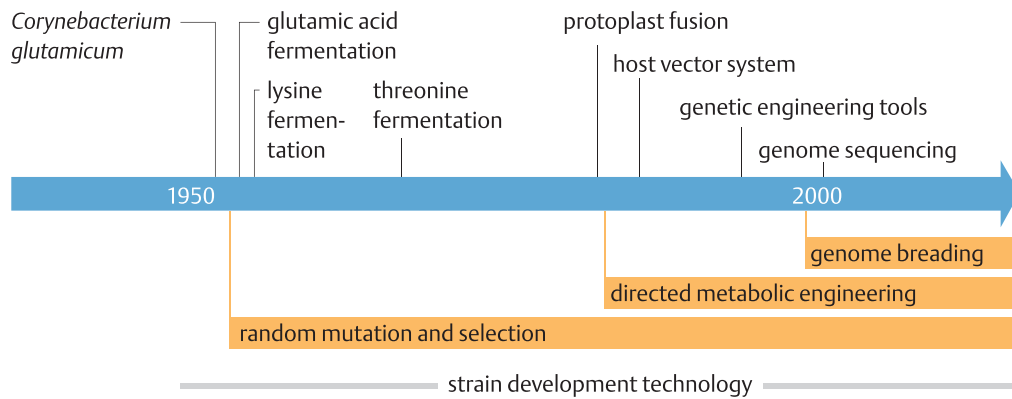 Corynebacterium
glutamicum
glutamic acid
fermentation
lysine
fermen-
tation
threonine
fermentation
protoplast fusion
host vector system
genetic engineering tools
genome sequencing
1950
2000
genome breading
directed metabolic engineering
random mutation and selection
strain development technology